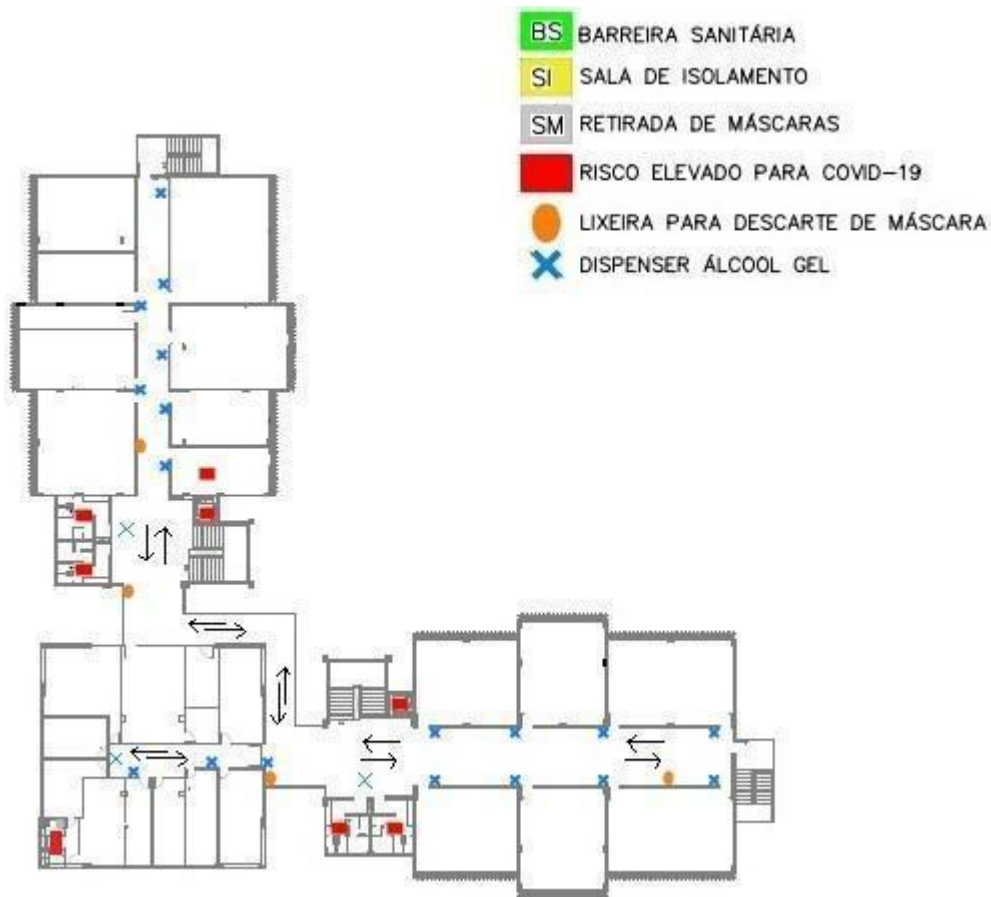 BS BARREIRA SANITÁRIA
SI SALA DE ISOLAMENTO
SM RETIRADA DE MÁSCARAS
RISCO ELEVADO PARA COVID-19
LIXEIRA PARA DESCARTE DE MÁSCARA
DISPENSER ÁLCOOL GEL